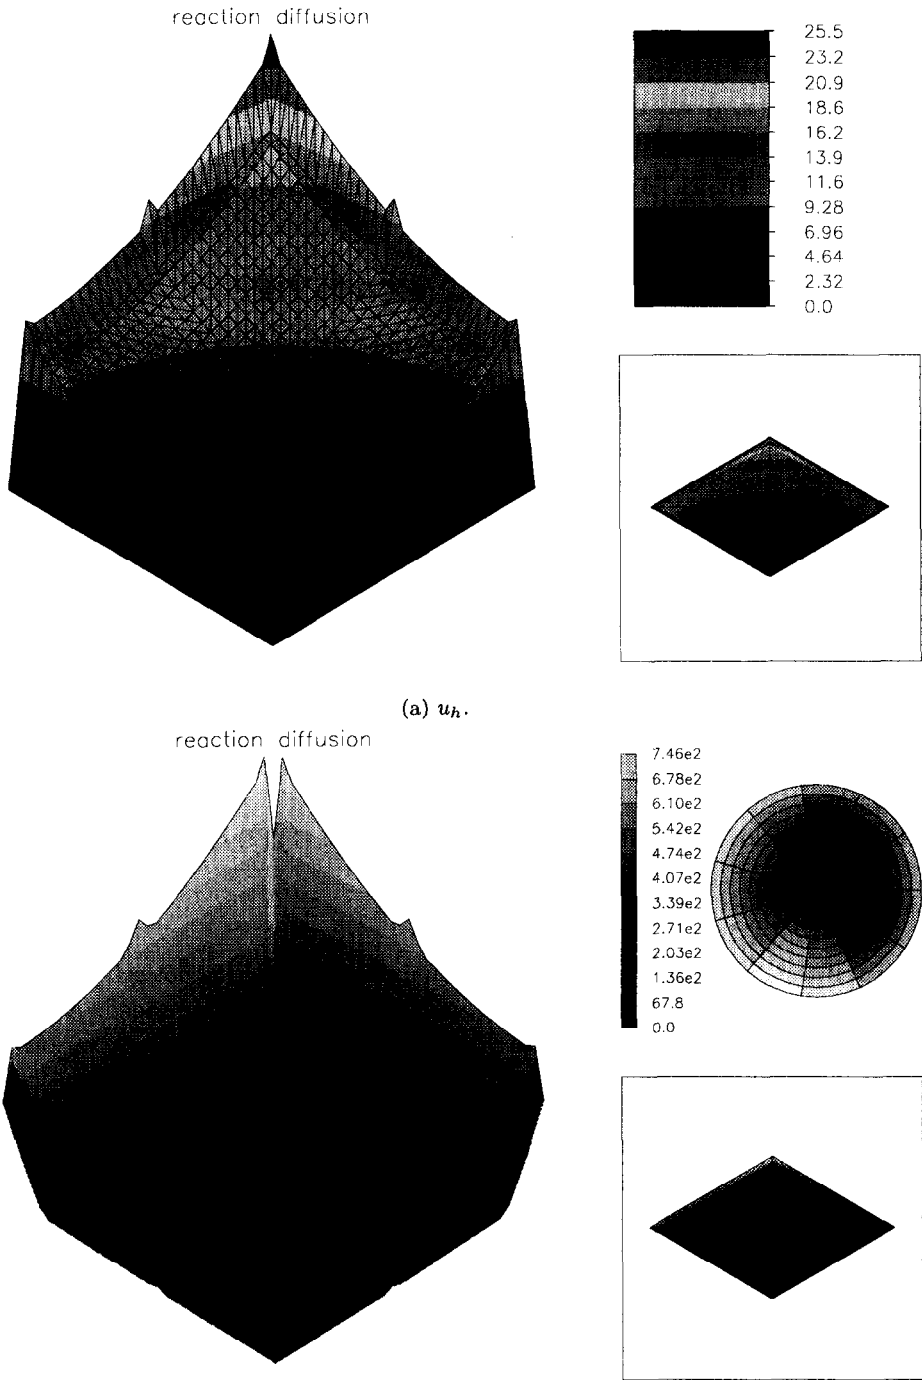 reaction diffusion
25.5
23.2
20.9
18.6
16.2
13.9
11.6
9.28
6.96
4.64
2.32
0.0
(a) u_h.
reaction diffusion
7.46e2
6.78e2
6.10e2
5.42e2
4.74e2
4.07e2
3.39e2
2.71e2
2.03e2
1.36e2
67.8
0.0